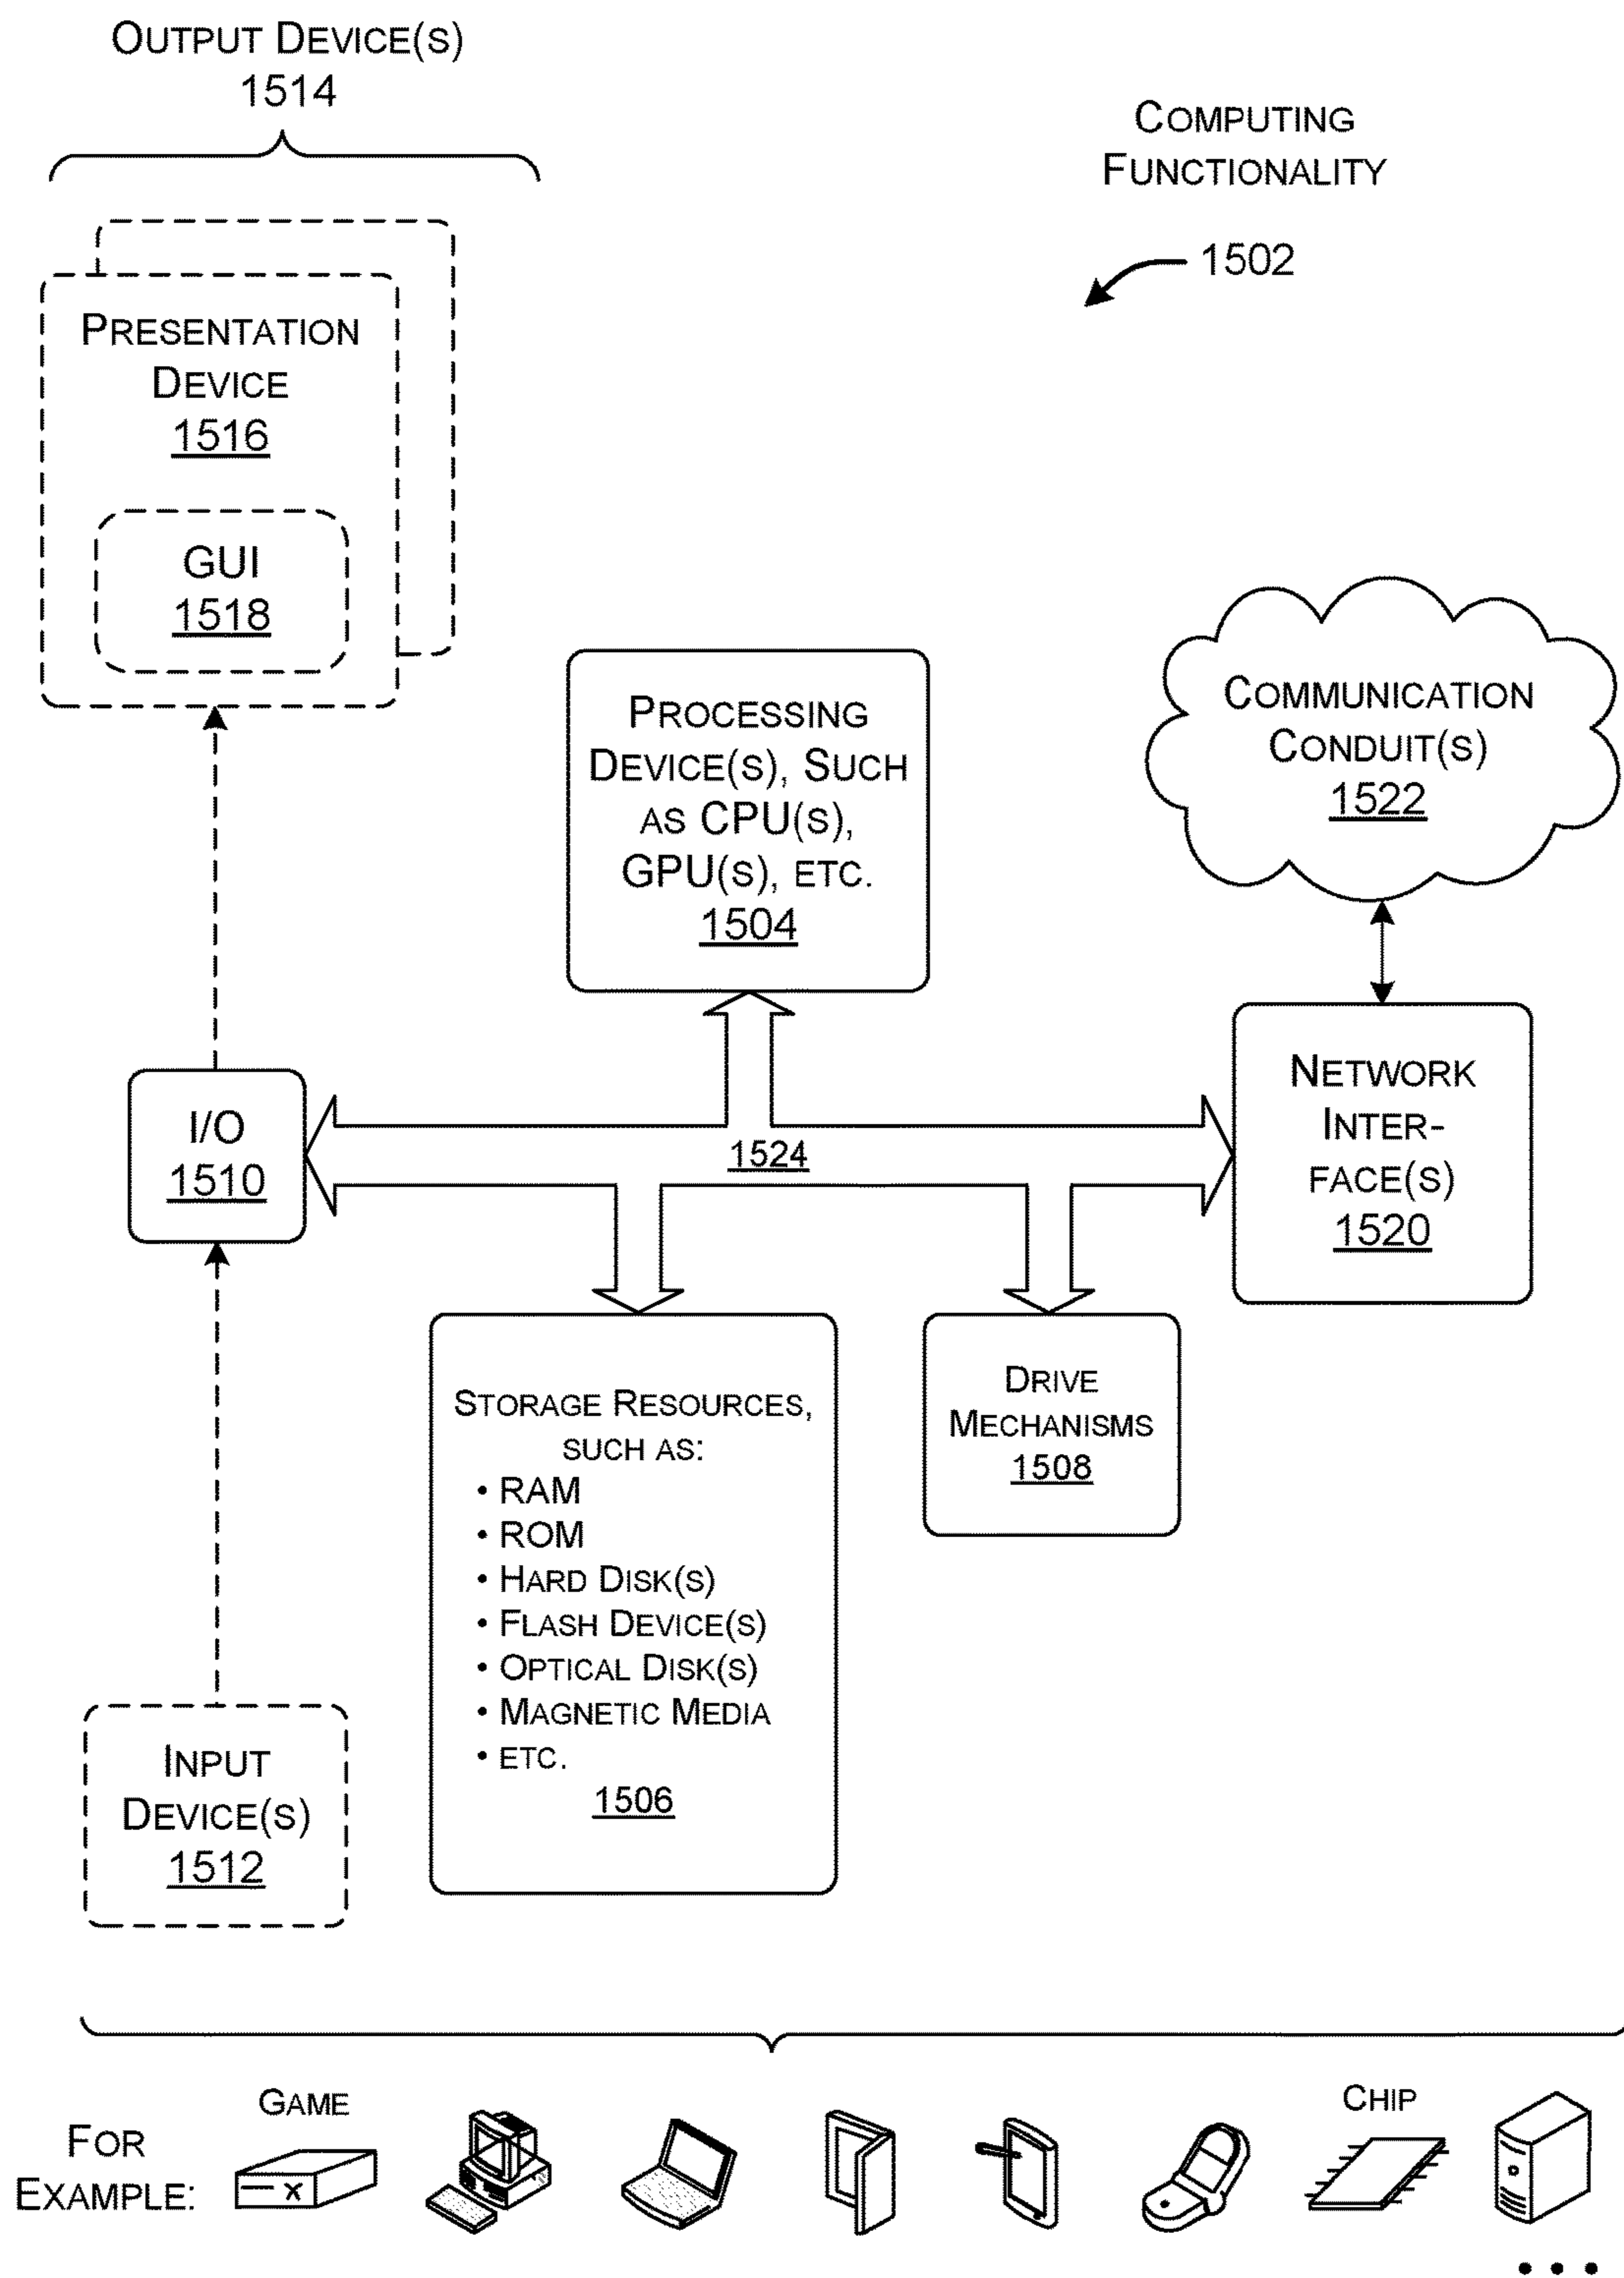 OUTPUT DEVICE(S)
1514
COMPUTING
FUNCTIONALITY
1502
PRESENTATION
DEVICE
1516
GUI
1518
PROCESSING
DEVICE(S), SUCH
AS CPU(S),
GPU(S), ETC.
1504
COMMUNICATION
CONDUIT(S)
1522
I/O
1510
1524
NETWORK
INTER-
FACE(S)
1520
STORAGE RESOURCES,
SUCH AS:
• RAM
• ROM
• HARD DISK(S)
• FLASH DEVICE(S)
• OPTICAL DISK(S)
• MAGNETIC MEDIA
• ETC.
1506
DRIVE
MECHANISMS
1508
INPUT
DEVICE(S)
1512
FOR
EXAMPLE:
GAME
X
CHIP
• • •